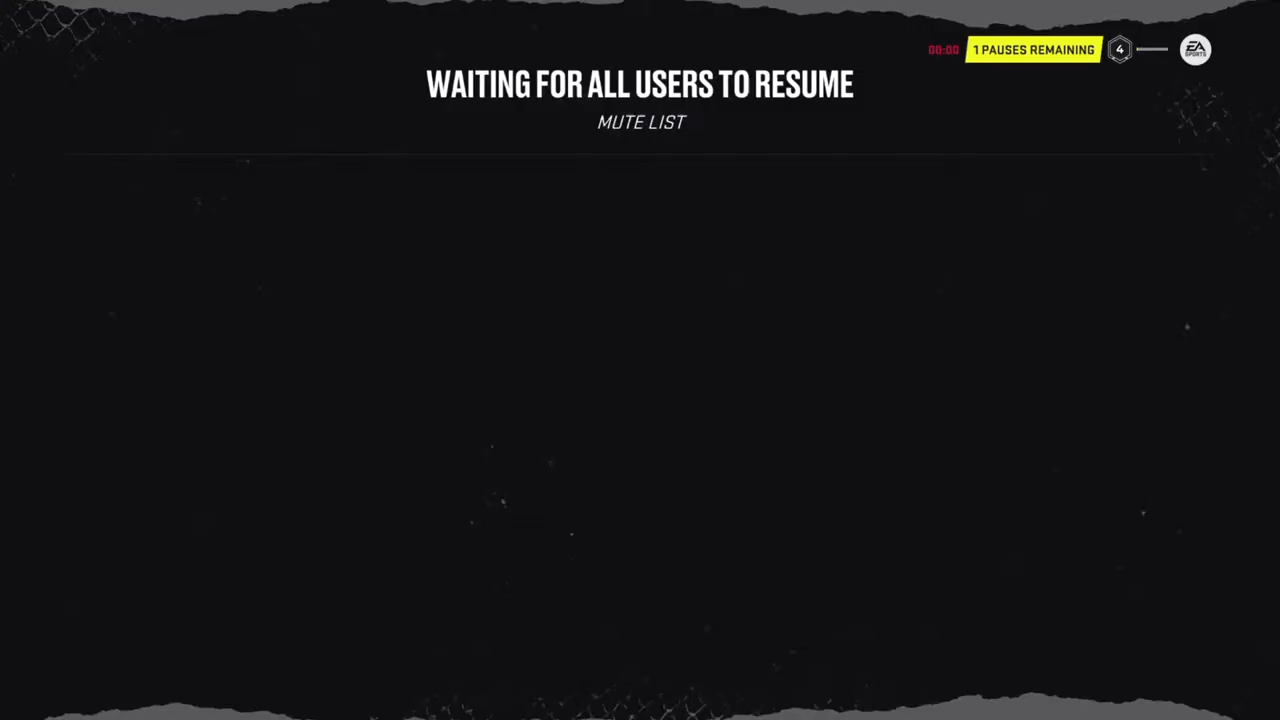 00:00 1 PAUSES REMAINING 4 EA SPORTS
WAITING FOR ALL USERS TO RESUME
MUTE LIST